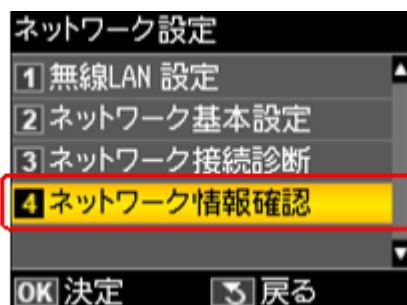 ネットワーク設定
1 無線LAN 設定
2 ネットワーク基本設定
3 ネットワーク接続診断
4 ネットワーク情報確認
OK 決定 戻る